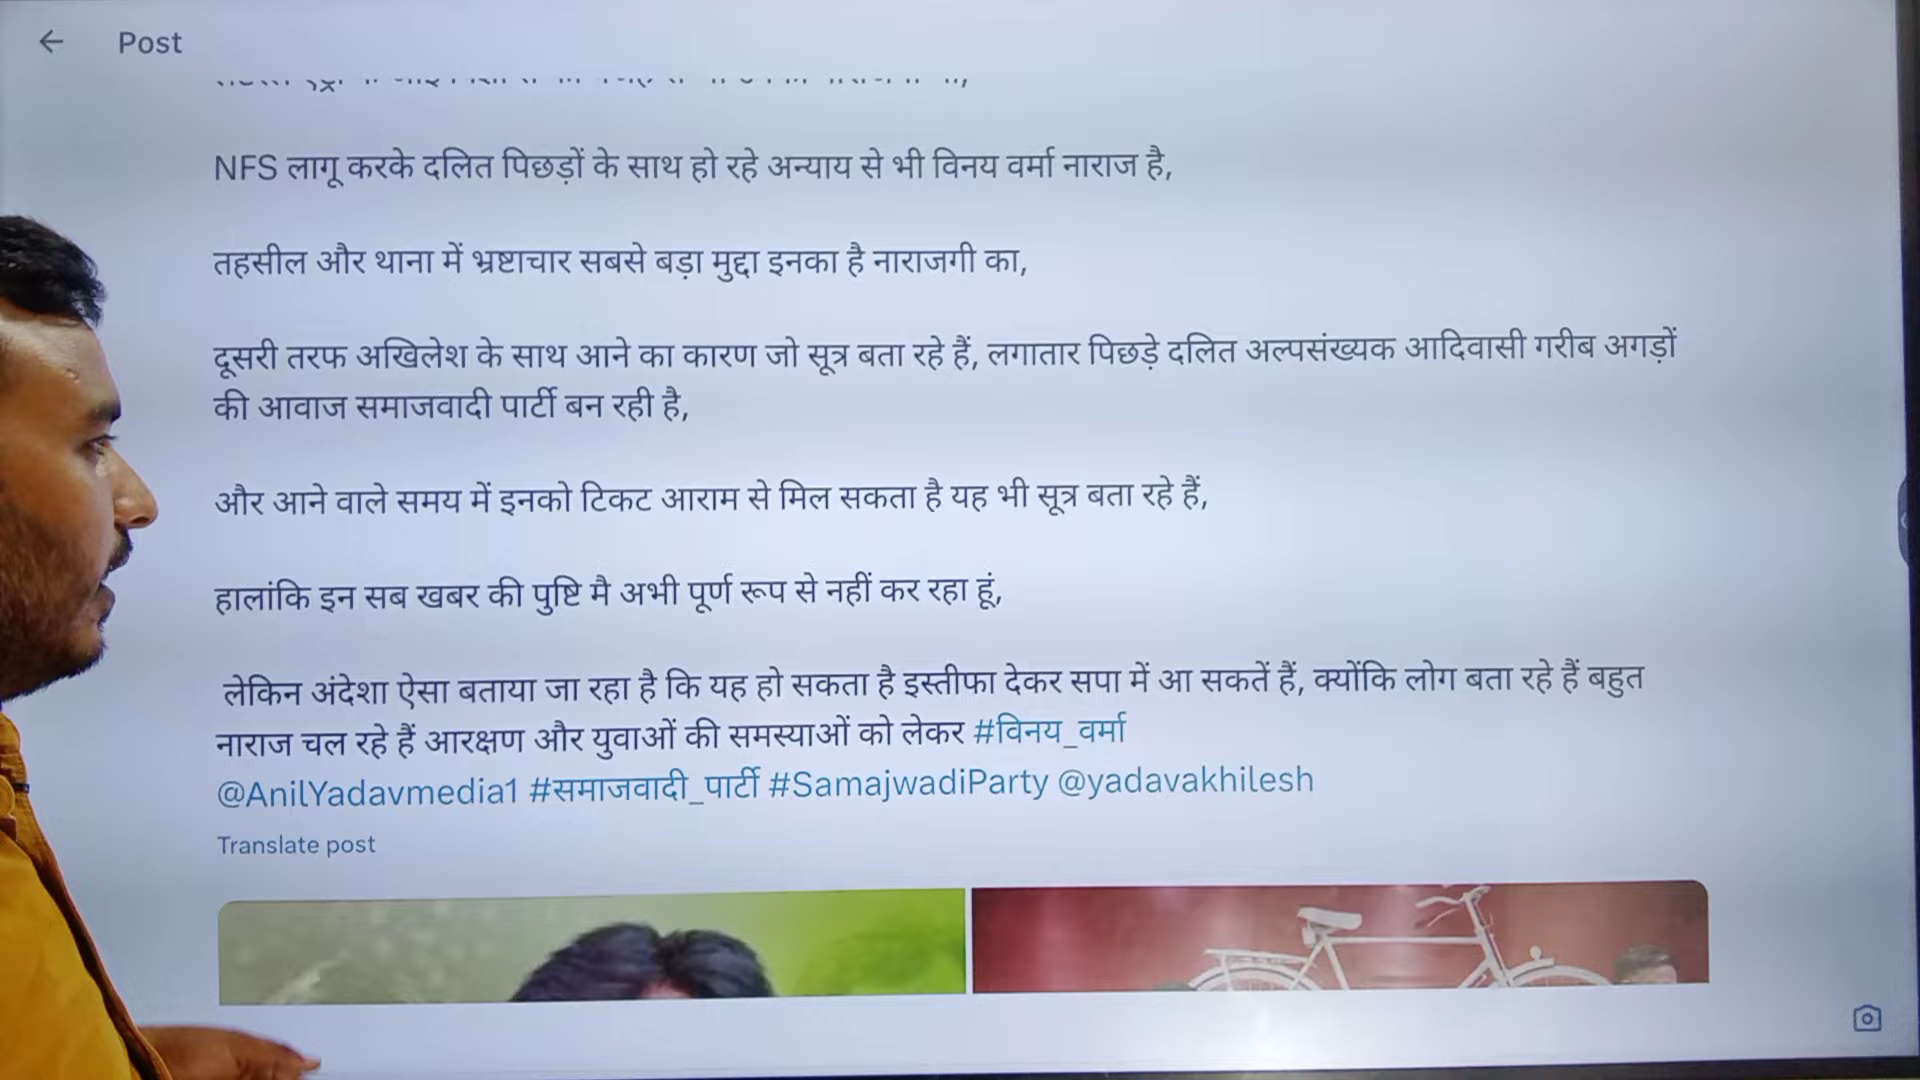 Post
NFS लागू करके दलित पिछड़ों के साथ हो रहे अन्याय से भी विनय वर्मा नाराज है,
तहसील और थाना में भ्रष्टाचार सबसे बड़ा मुद्दा इनका है नाराजगी का,
दूसरी तरफ अखिलेश के साथ आने का कारण जो सूत्र बता रहे हैं, लगातार पिछड़े दलित अल्पसंख्यक आदिवासी गरीब अगड़ों
की आवाज समाजवादी पार्टी बन रही है,
और आने वाले समय में इनको टिकट आराम से मिल सकता है यह भी सूत्र बता रहे हैं,
हालांकि इन सब खबर की पुष्टि मै अभी पूर्ण रूप से नहीं कर रहा हूं,
लेकिन अंदेशा ऐसा बताया जा रहा है कि यह हो सकता है इस्तीफा देकर सपा में आ सकतें हैं, क्योंकि लोग बता रहे हैं बहुत
नाराज चल रहे हैं आरक्षण और युवाओं की समस्याओं को लेकर #विनय_वर्मा
@AnilYadavmedia1 #समाजवादी_पार्टी #SamajwadiParty @yadavakhilesh
Translate post